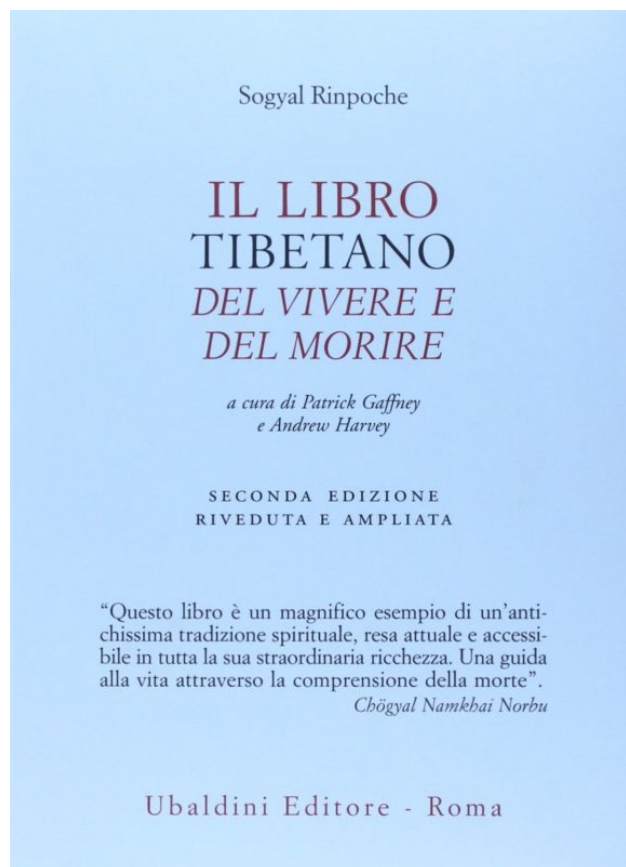 Sogyal Rinpoche
IL LIBRO
TIBETANO
DEL VIVERE E
DEL MORIRE
a cura di Patrick Gaffney
e Andrew Harvey
SECONDA EDIZIONE
RIVEDUTA E AMPLIATA
“Questo libro è un magnifico esempio di un’anti-
chissima tradizione spirituale, resa attuale e accessi-
bile in tutta la sua straordinaria ricchezza. Una guida
alla vita attraverso la comprensione della morte”.
Chögyal Namkhai Norbu
Ubaldini Editore - Roma